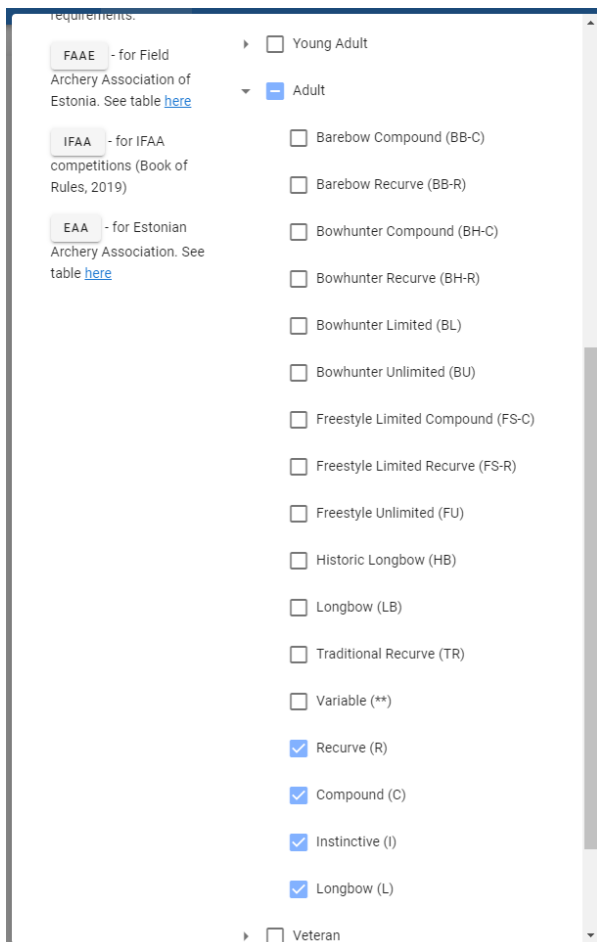 requirements.
FAAE - for Field
Archery Association of
Estonia. See table here
IFAA - for IFAA
competitions (Book of
Rules, 2019)
EAA - for Estonian
Archery Association. See
table here
Young Adult
Adult
Barebow Compound (BB-C)
Barebow Recurve (BB-R)
Bowhunter Compound (BH-C)
Bowhunter Recurve (BH-R)
Bowhunter Limited (BL)
Bowhunter Unlimited (BU)
Freestyle Limited Compound (FS-C)
Freestyle Limited Recurve (FS-R)
Freestyle Unlimited (FU)
Historic Longbow (HB)
Longbow (LB)
Traditional Recurve (TR)
Variable (**)
Recurve (R)
Compound (C)
Instinctive (I)
Longbow (L)
Veteran